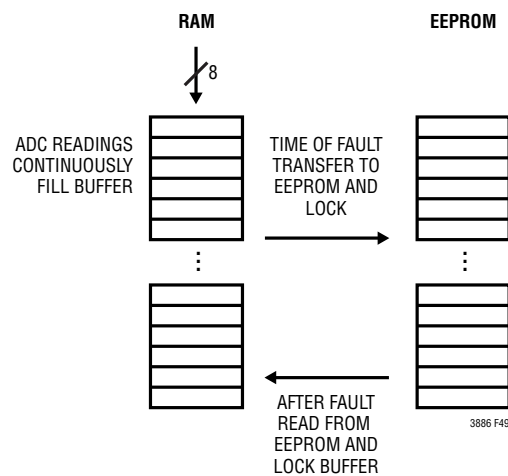 RAM
EEPROM
8
ADC READINGS
CONTINUOUSLY
FILL BUFFER
TIME OF FAULT
TRANSFER TO
EEPROM AND
LOCK
AFTER FAULT
READ FROM
EEPROM AND
LOCK BUFFER
3886 F49